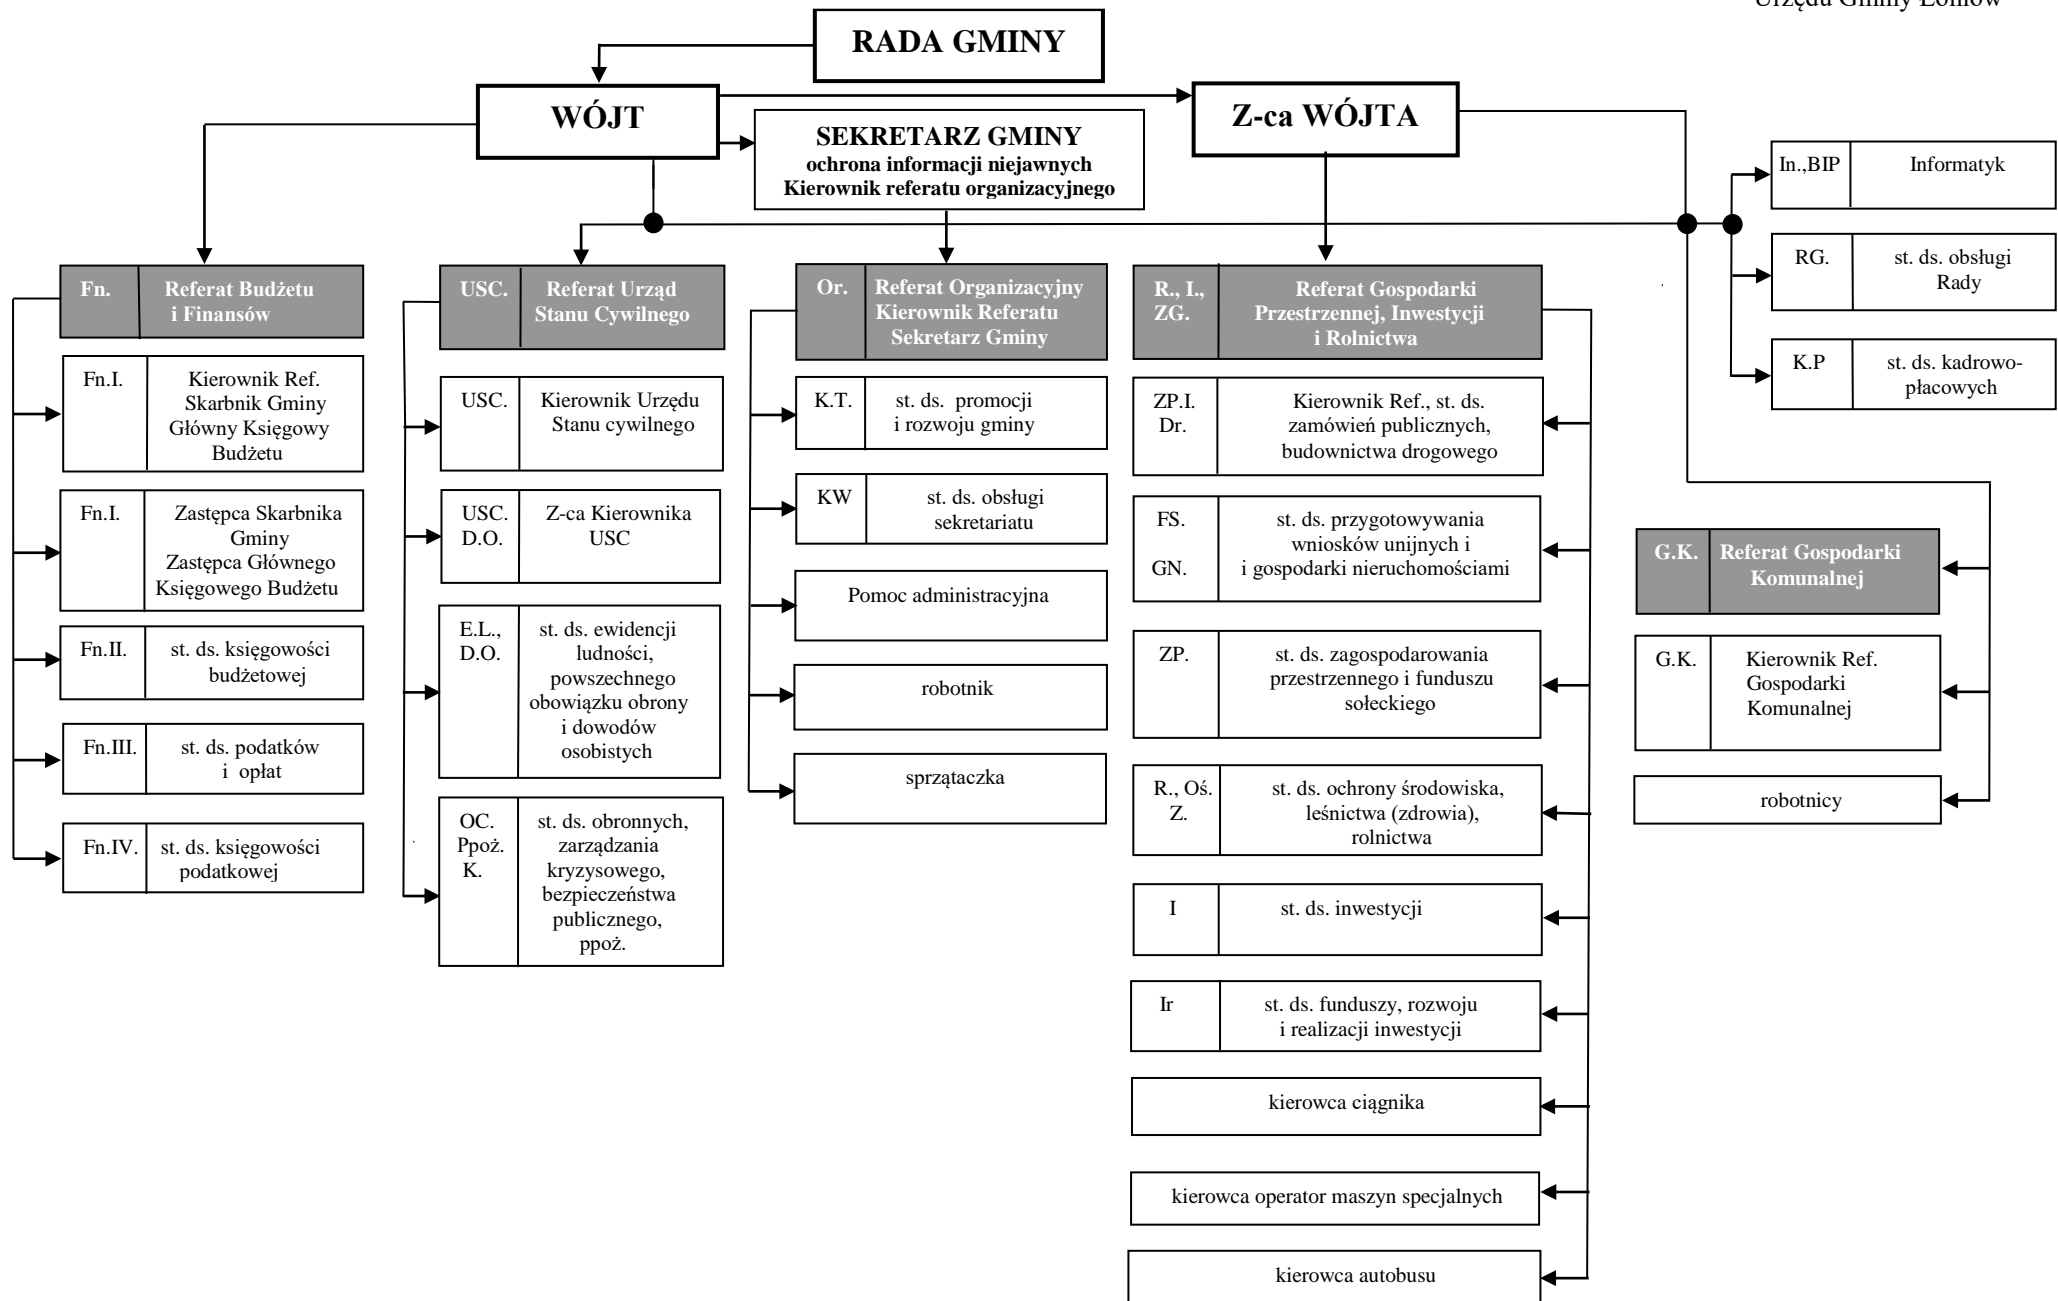 Urzędu Gminy Łoniów
RADA GMINY
WÓJT
SEKRETARZ GMINY
ochrona informacji niejawnych
Kierownik referatu organizacyjnego
Z-ca WÓJTA
In.,BIP Informatyk
RG. st. ds. obsługi
Rady
K.P st. ds. kadrowo-
płacowych
Fn. Referat Budżetu
i Finansów
Fn.I. Kierownik Ref.
Skarbnik Gminy
Główny Księgowy
Budżetu
Fn.I. Zastępca Skarbnika
Gminy
Zastępca Głównego
Księgowego Budżetu
Fn.II. st. ds. księgowości
budżetowej
Fn.III. st. ds. podatków
i opłat
Fn.IV. st. ds. księgowości
podatkowej
USC. Referat Urząd
Stanu Cywilnego
USC. Kierownik Urzędu
Stanu cywilnego
USC. Z-ca Kierownika
D.O. USC
E.L., st. ds. ewidencji
D.O. ludności,
powszechnego
obowiązku obrony
i dowodów
osobistych
OC. st. ds. obronnych,
Ppoż. zarządzania
K. kryzysowego,
bezpieczeństwa
publicznego,
ppoż.
Or. Referat Organizacyjny
Kierownik Referatu
Sekretarz Gminy
K.T. st. ds. promocji
i rozwoju gminy
KW st. ds. obsługi
sekretariatu
Pomoc administracyjna
robotnik
sprzątaczka
R., I., Referat Gospodarki
ZG. Przestrzennej, Inwestycji
i Rolnictwa
ZP.I. Kierownik Ref., st. ds.
Dr. zamówień publicznych,
budownictwa drogowego
FS. st. ds. przygotowywania
wniosków unijnych i
GN. i gospodarki nieruchomościami
ZP. st. ds. zagospodarowania
przestrzennego i funduszu
sołeckiego
R., Oś. st. ds. ochrony środowiska,
Z. leśnictwa (zdrowia),
rolnictwa
I st. ds. inwestycji
Ir st. ds. funduszy, rozwoju
i realizacji inwestycji
kierowca ciągnika
kierowca operator maszyn specjalnych
kierowca autobusu
G.K. Referat Gospodarki
Komunalnej
G.K. Kierownik Ref.
Gospodarki
Komunalnej
robotnicy